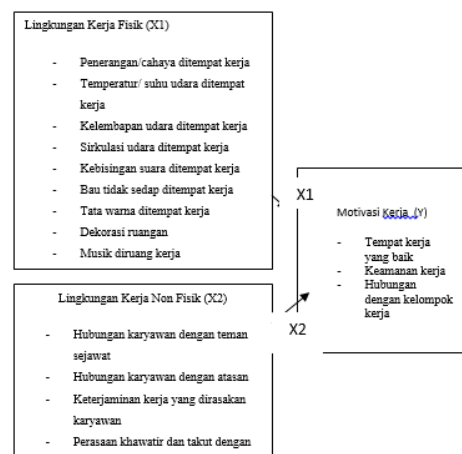 Lingkungan Kerja Fisik (X1)
- Penerangan/cahaya ditempat kerja
- Temperatur/ suhu udara ditempat
kerja
- Kelembapan udara ditempat kerja
- Sirkulasi udara ditempat kerja
- Kebisingan suara ditempat kerja
- Bau tidak sedap ditempat kerja
- Tata warna ditempat kerja
- Dekorasi ruangan
- Musik diruang kerja
Lingkungan Kerja Non Fisik (X2)
- Hubungan karyawan dengan teman
sejawat
- Hubungan karyawan dengan atasan
- Keterjaminan kerja yang dirasakan
karyawan
- Perasaan khawatir dan takut dengan
X1
X2
Motivasi Kerja (Y)
- Tempat kerja
yang baik
- Keamanan kerja
- Hubungan
dengan kelompok
kerja